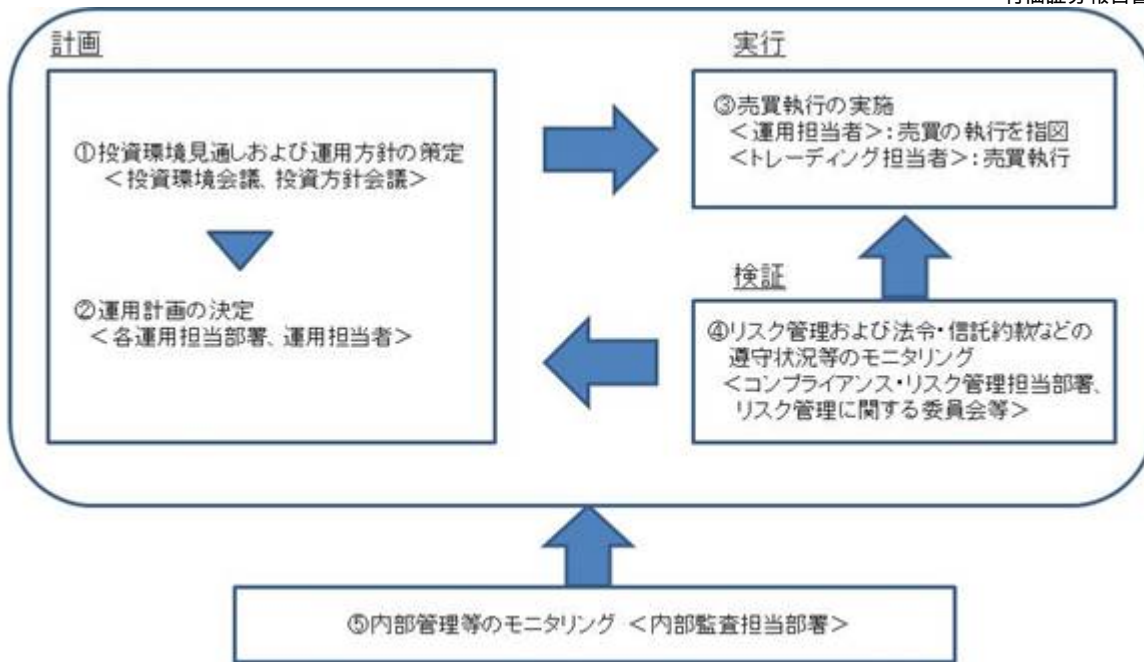 計画
①投資環境見通しおよび運用方針の策定
＜投資環境会議、投資方針会議＞
②運用計画の決定
＜各運用担当部署、運用担当者＞
実行
③売買執行の実施
＜運用担当者＞:売買の執行を指図
＜トレーディング担当者＞:売買執行
検証
④リスク管理および法令・信託約款などの
遵守状況等のモニタリング
＜コンプライアンス・リスク管理担当部署、
リスク管理に関する委員会等＞
⑤内部管理等のモニタリング ＜内部監査担当部署＞